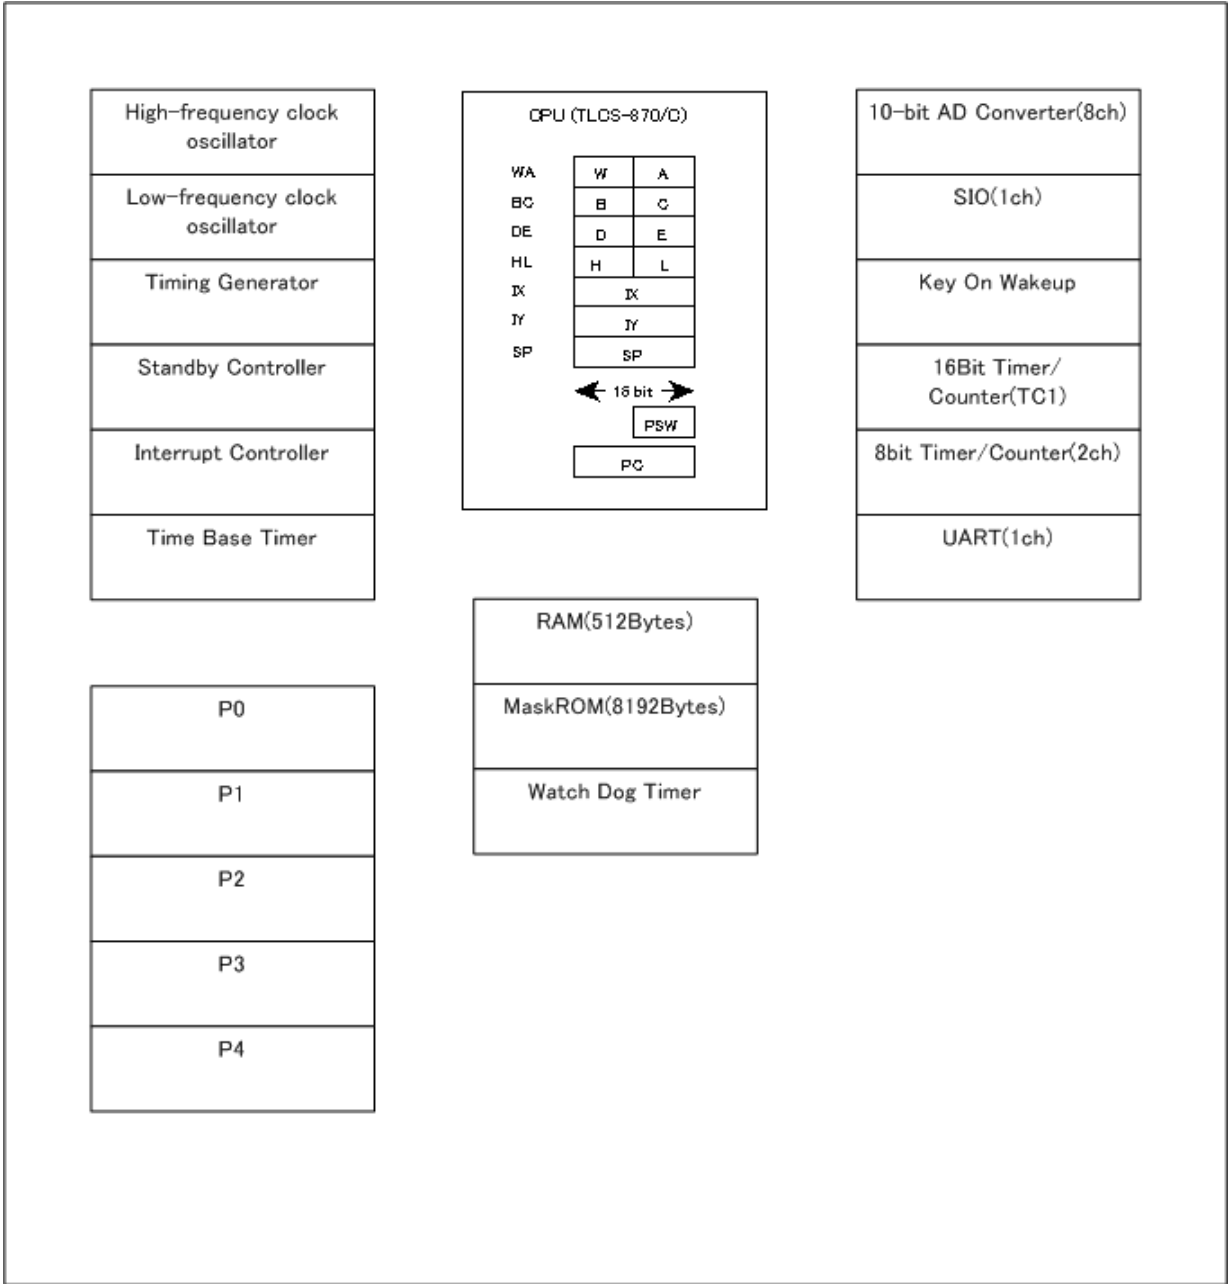 High-frequency clock
oscillator
Low-frequency clock
oscillator
Timing Generator
Standby Controller
Interrupt Controller
Time Base Timer
CPU (TLCS-870/C)
WA W A
BC B C
DE D E
HL H L
IX IX
IY IY
SP SP
16 bit
PSW
PC
10-bit AD Converter(8ch)
SIO(1ch)
Key On Wakeup
16Bit Timer/
Counter(TC1)
8bit Timer/Counter(2ch)
UART(1ch)
RAM(512Bytes)
MaskROM(8192Bytes)
Watch Dog Timer
P0
P1
P2
P3
P4